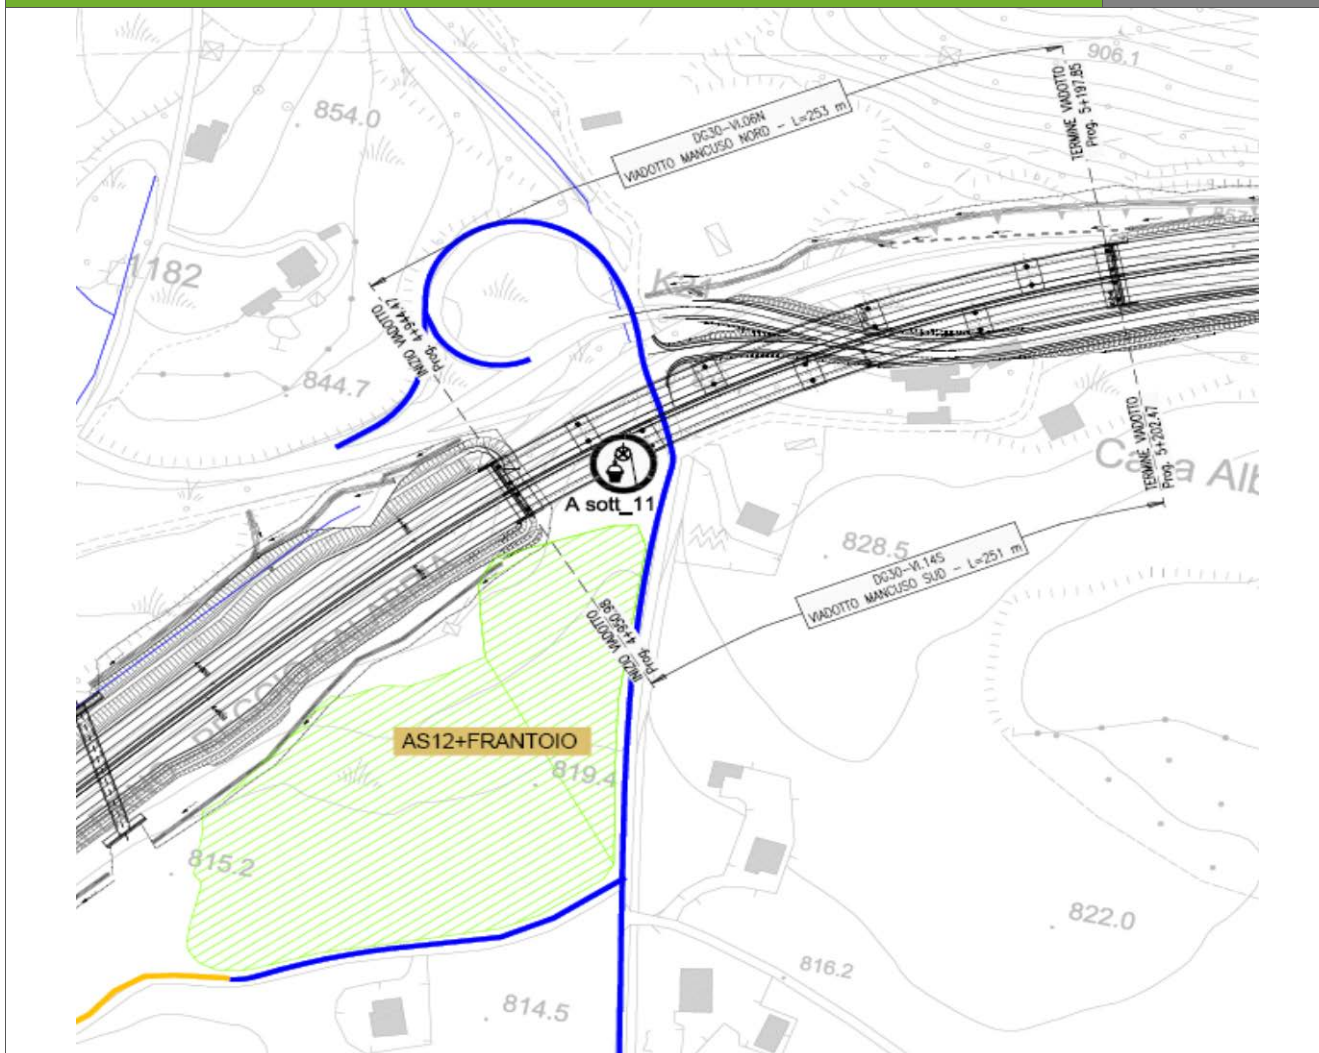 906.1
854.0
TERMINE VIADOTTO
Prog. 5+197.85
DG30-VI.06N
VIADOTTO MANCUSO NORD - L=253 m
1182
INIZIO VIADOTTO
Prog. 4+944.47
844.7
Casa Alb
TERMINE VIADOTTO
Prog. 5+202.47
A sott_11
828.5
DG30-VI.14S
VIADOTTO MANCUSO SUD - L=251 m
INIZIO VIADOTTO
Prog. 4+950.98
AS12+FRANTOIO
819.4
815.2
822.0
816.2
814.5